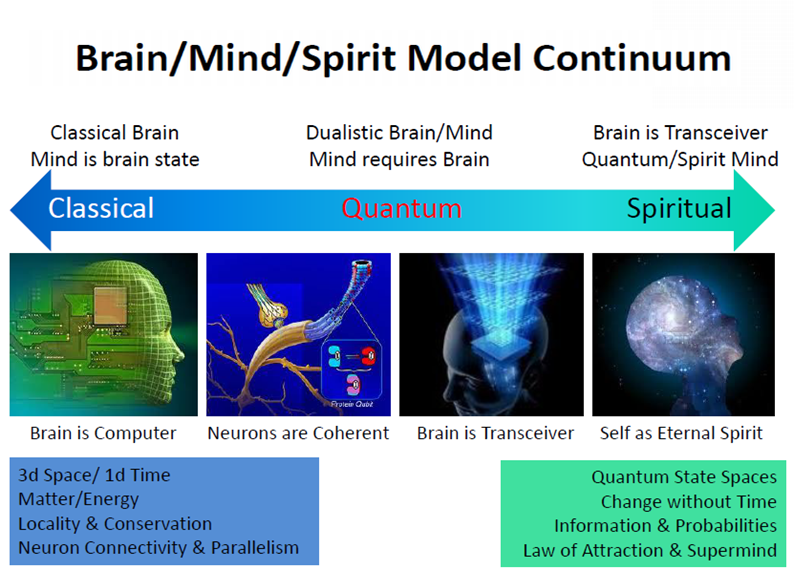 Brain/Mind/Spirit Model Continuum
Classical Brain
Mind is brain state
Dualistic Brain/Mind
Mind requires Brain
Brain is Transceiver
Quantum/Spirit Mind
Classical
Quantum
Spiritual
Protein Qubit
Brain is Computer
Neurons are Coherent
Brain is Transceiver
Self as Eternal Spirit
3d Space/ 1d Time
Matter/Energy
Locality & Conservation
Neuron Connectivity & Parallelism
Quantum State Spaces
Change without Time
Information & Probabilities
Law of Attraction & Supermind